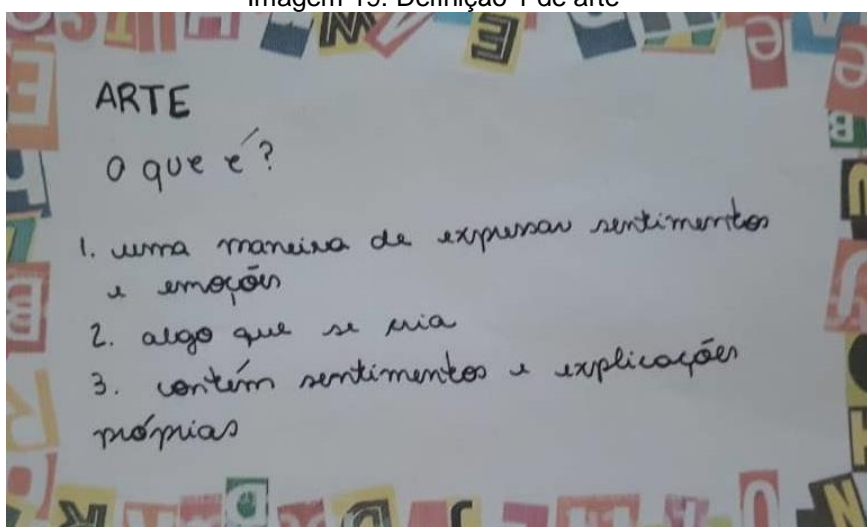 Imagem 19: Definição 1 de arte
ARTE
O que é?
1. uma maneira de expressar sentimentos
e emoções
2. algo que se cria
3. contém sentimentos e explicações
próprias